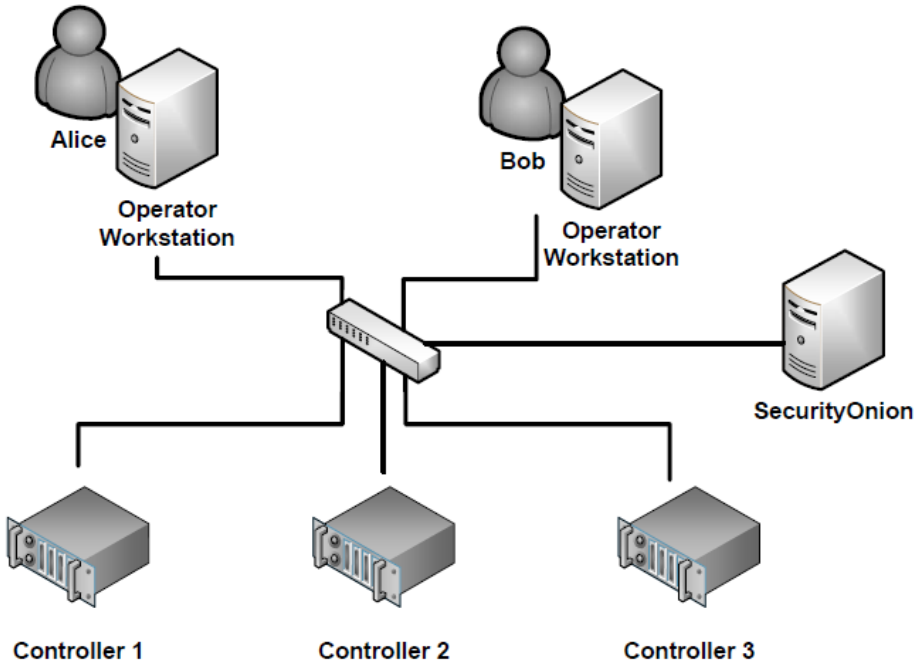 Alice
Operator
Workstation
Bob
Operator
Workstation
SecurityOnion
Controller 1
Controller 2
Controller 3